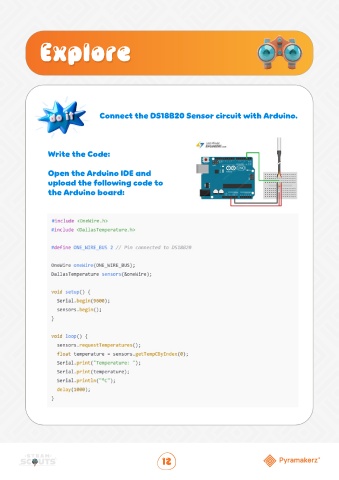 Explore
do it
Connect the DS18B20 Sensor circuit with Arduino.
Write the Code:
Open the Arduino IDE and
upload the following code to
the Arduino board:
#include <OneWire.h>
#include <DallasTemperature.h>
#define ONE_WIRE_BUS 2 // Pin connected to DS18B20
OneWire oneWire(ONE_WIRE_BUS);
DallasTemperature sensors(&oneWire);
void setup() {
Serial.begin(9600);
sensors.begin();
}
void loop() {
sensors.requestTemperatures();
float temperature = sensors.getTempCByIndex(0);
Serial.print("Temperature: ");
Serial.print(temperature);
Serial.println("°C");
delay(1000);
}
STEAM
SCOUTS
12
Pyramakerz